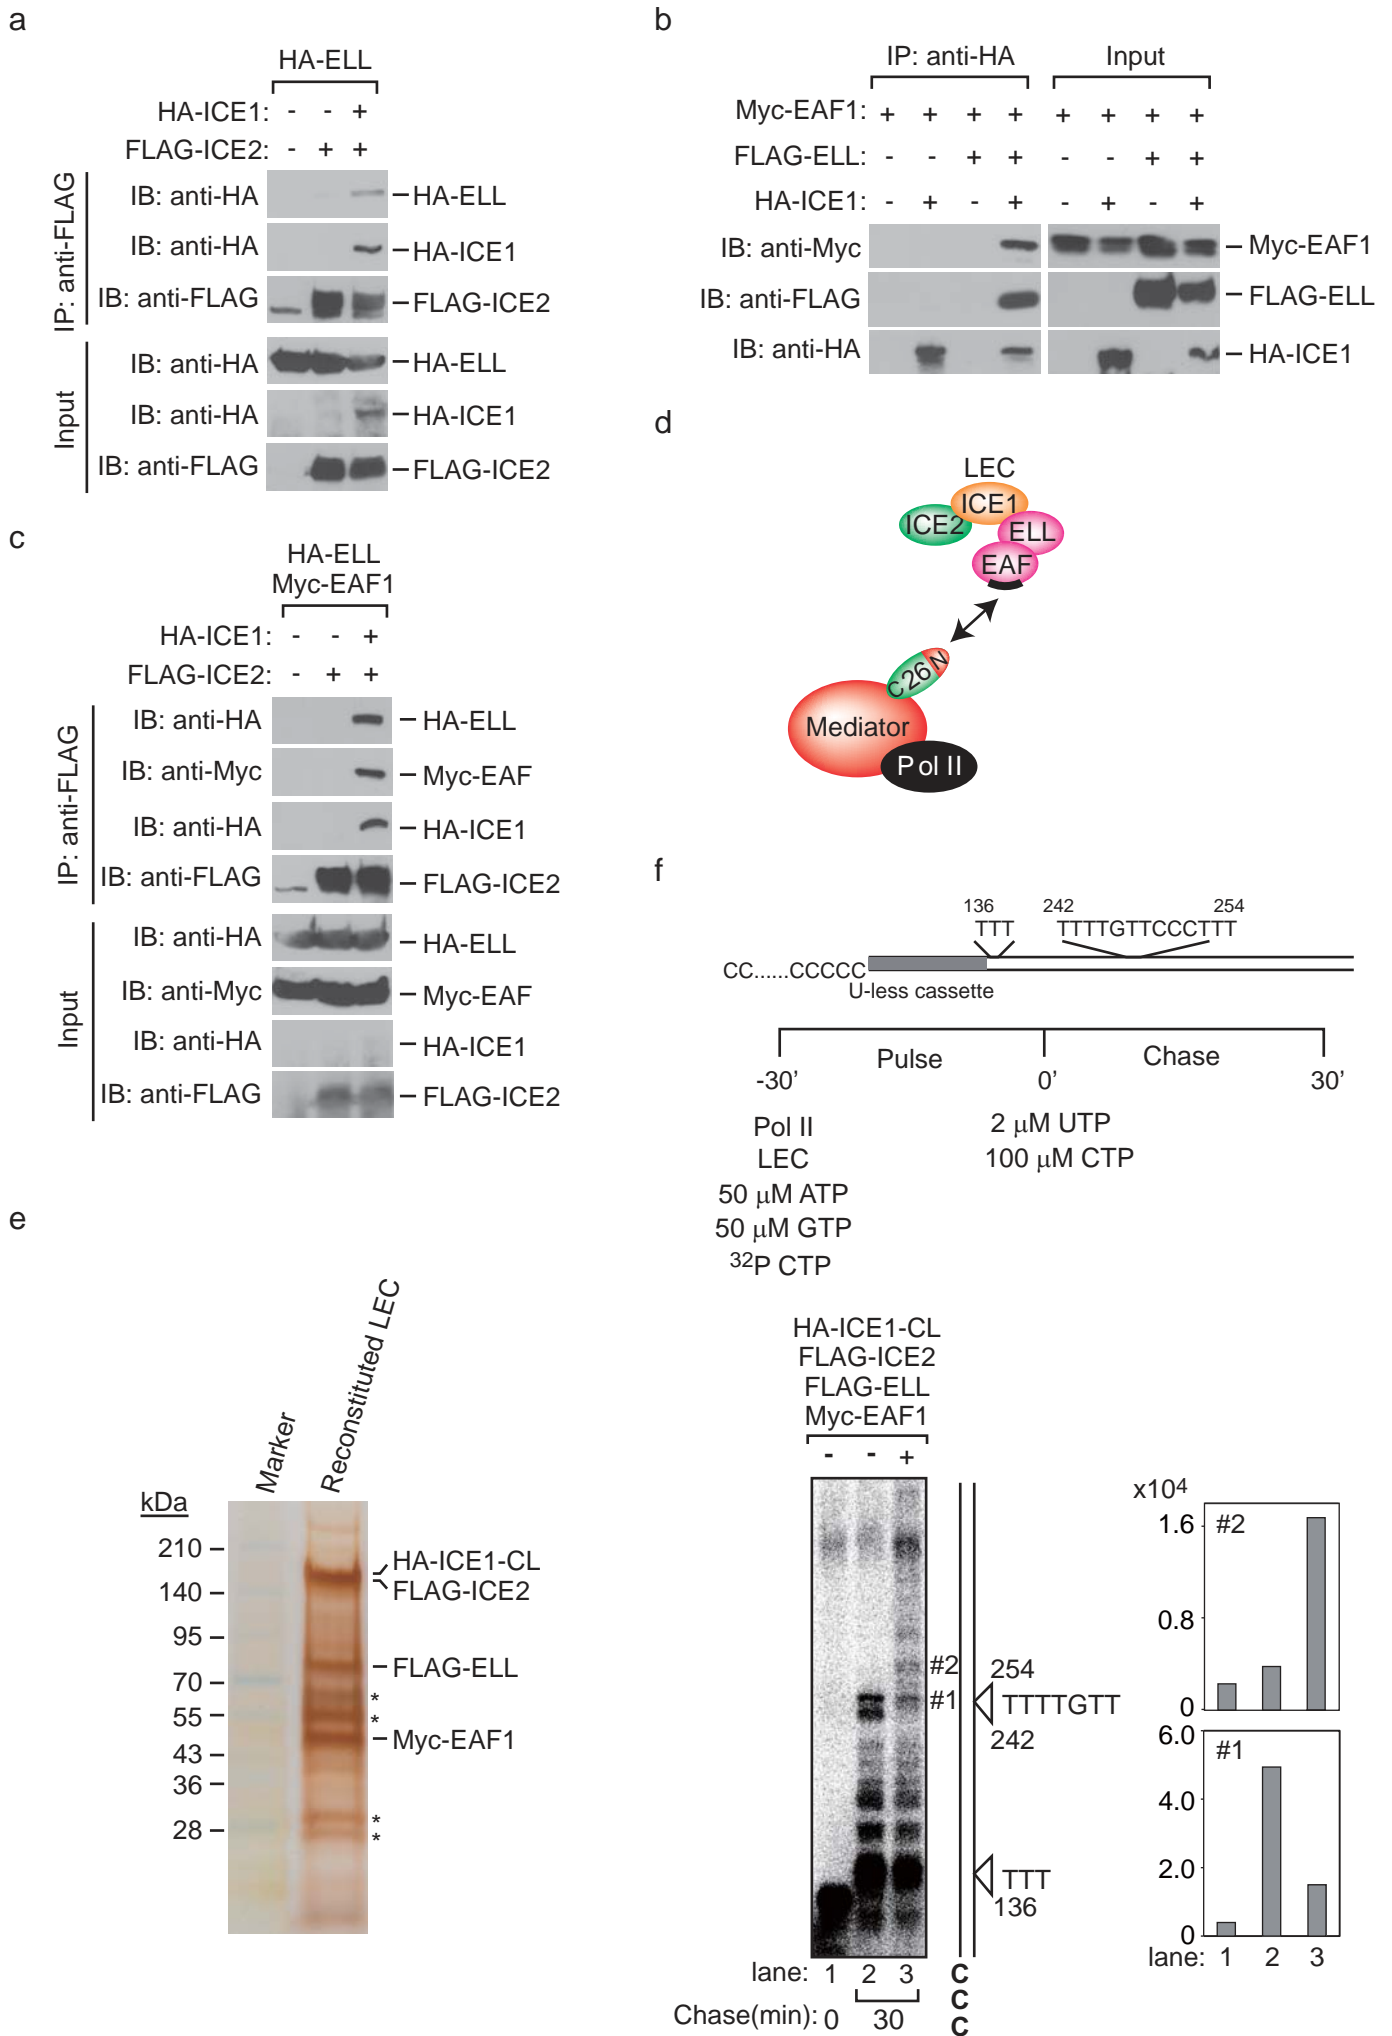 a
HA-ELL
HA-ICE1: - - +
FLAG-ICE2: - + +
IP: anti-FLAG
IB: anti-HA HA-ELL
IB: anti-HA HA-ICE1
IB: anti-FLAG FLAG-ICE2
Input
IB: anti-HA HA-ELL
IB: anti-HA HA-ICE1
IB: anti-FLAG FLAG-ICE2
b
IP: anti-HA Input
Myc-EAF1: + + + + + + + +
FLAG-ELL: - - + + - - + +
HA-ICE1: - + - + - + - +
IB: anti-Myc Myc-EAF1
IB: anti-FLAG FLAG-ELL
IB: anti-HA HA-ICE1
c
HA-ELL
Myc-EAF1
HA-ICE1: - - +
FLAG-ICE2: - + +
IP: anti-FLAG
IB: anti-HA HA-ELL
IB: anti-Myc Myc-EAF
IB: anti-HA HA-ICE1
IB: anti-FLAG FLAG-ICE2
Input
IB: anti-HA HA-ELL
IB: anti-Myc Myc-EAF
IB: anti-HA HA-ICE1
IB: anti-FLAG FLAG-ICE2
d
LEC
ICE1
ICE2
ELL
EAF
C 26 N
Mediator
Pol II
e
Marker
Reconstituted LEC
kDa
210
140
95
70
55
43
36
28
HA-ICE1-CL
FLAG-ICE2
FLAG-ELL
*
*
Myc-EAF1
*
*
f
136 242 254
TTT TTTTGTTCCCTTT
CC......CCCCC
U-less cassette
Pulse Chase
-30' 0' 30'
Pol II
LEC
50 μM ATP
50 μM GTP
32P CTP
2 μM UTP
100 μM CTP
HA-ICE1-CL
FLAG-ICE2
FLAG-ELL
Myc-EAF1
- - +
#2
#1
254
TTTTGTT
242
TTT
136
lane: 1 2 3
Chase(min): 0 30
C
C
C
x104
#2
1.6
0.8
0
#1
6.0
4.0
2.0
0
lane: 1 2 3